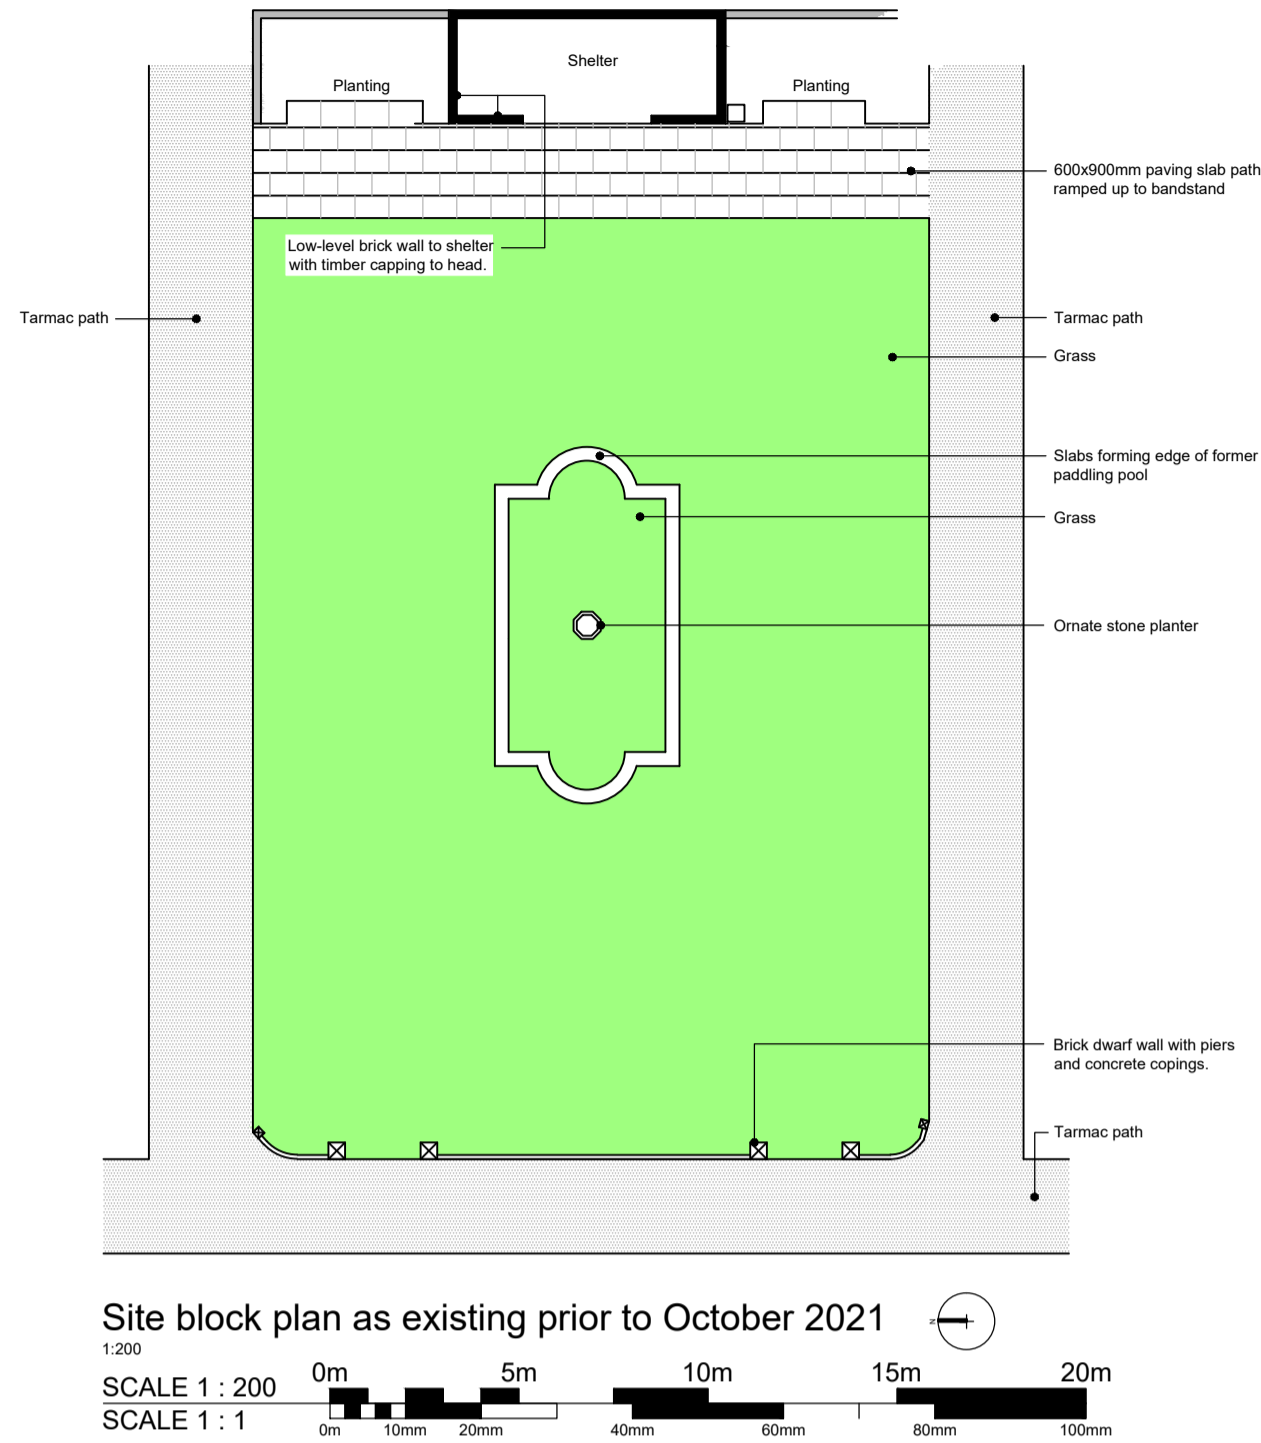 Shelter
Planting
Planting
600x900mm paving slab path
ramped up to bandstand
Low-level brick wall to shelter
with timber capping to head.
Tarmac path
Tarmac path
Grass
Slabs forming edge of former
paddling pool
Grass
Ornate stone planter
Brick dwarf wall with piers
and concrete copings.
Tarmac path
Site block plan as existing prior to October 2021
N
1:200
0m 5m 10m 15m 20m
SCALE 1 : 200
SCALE 1 : 1
0m 10mm 20mm 40mm 60mm 80mm 100mm